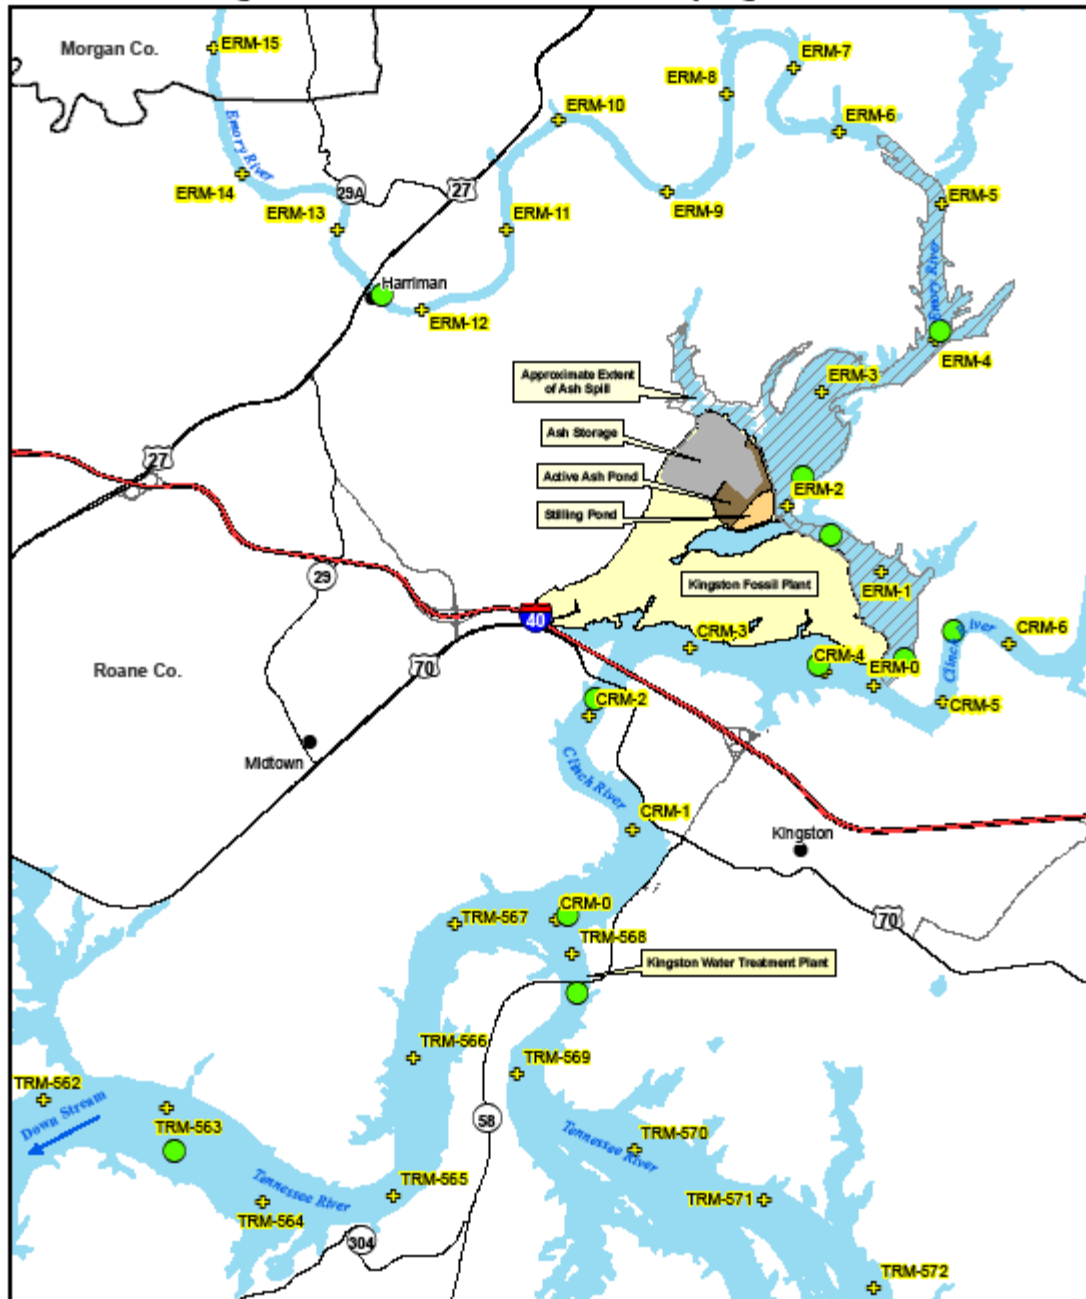 Morgan Co.
ERM-15
ERM-7
ERM-8
ERM-10
ERM-6
Emory River
ERM-14
29A
27
ERM-9
ERM-5
ERM-13
ERM-11
Harriman
Emory River
ERM-12
ERM-4
Approximate Extent
of Ash Spill
ERM-3
Ash Storage
27
Active Ash Pond
ERM-2
Stilling Pond
29
Kingston Fossil Plant
ERM-1
40
CRM-3
CRM-6
Clinch River
Roane Co.
70
CRM-4
ERM-0
CRM-2
CRM-5
Midtown
Clinch River
CRM-1
Kingston
CRM-0
TRM-567
70
TRM-568
Kingston Water Treatment Plant
TRM-566
TRM-569
TRM-562
Down Stream
TRM-563
58
TRM-570
Tennessee River
TRM-565
Tennessee River
TRM-571
TRM-564
304
TRM-572